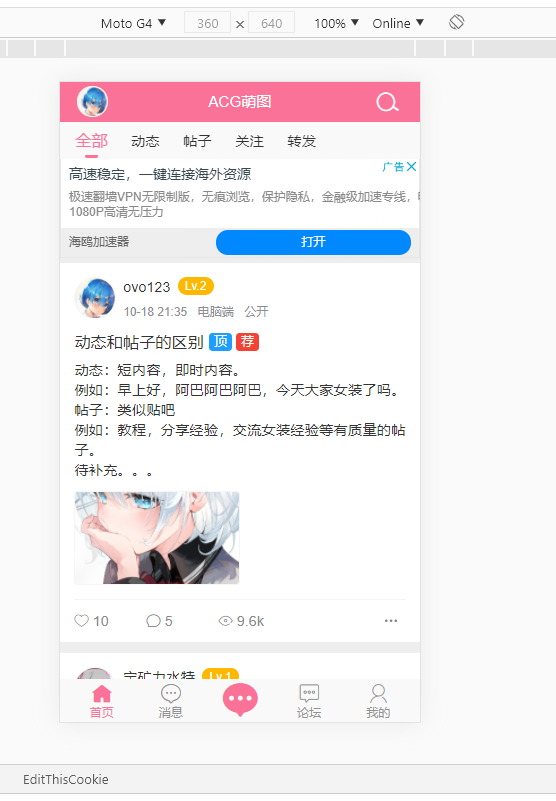 Moto G4 ▼ 360 × 640 100% ▼ Online ▼
ACG萌图
全部 动态 帖子 关注 转发
广告
高速稳定，一键连接海外资源
极速翻墙VPN无限制版，无痕浏览，保护隐私，金融级加速专线，
1080P高清无压力
海鸥加速器 打开
ovo123 Lv.2
10-18 21:35 电脑端 公开
动态和帖子的区别 顶 荐
动态：短内容，即时内容。
例如：早上好，阿巴阿巴阿巴，今天大家女装了吗。
帖子：类似贴吧
例如：教程，分享经验，交流女装经验等有质量的帖
子。
待补充。。。
10 5 9.6k
宝矿力水特 Lv.1
首页 消息 论坛 我的
EditThisCookie